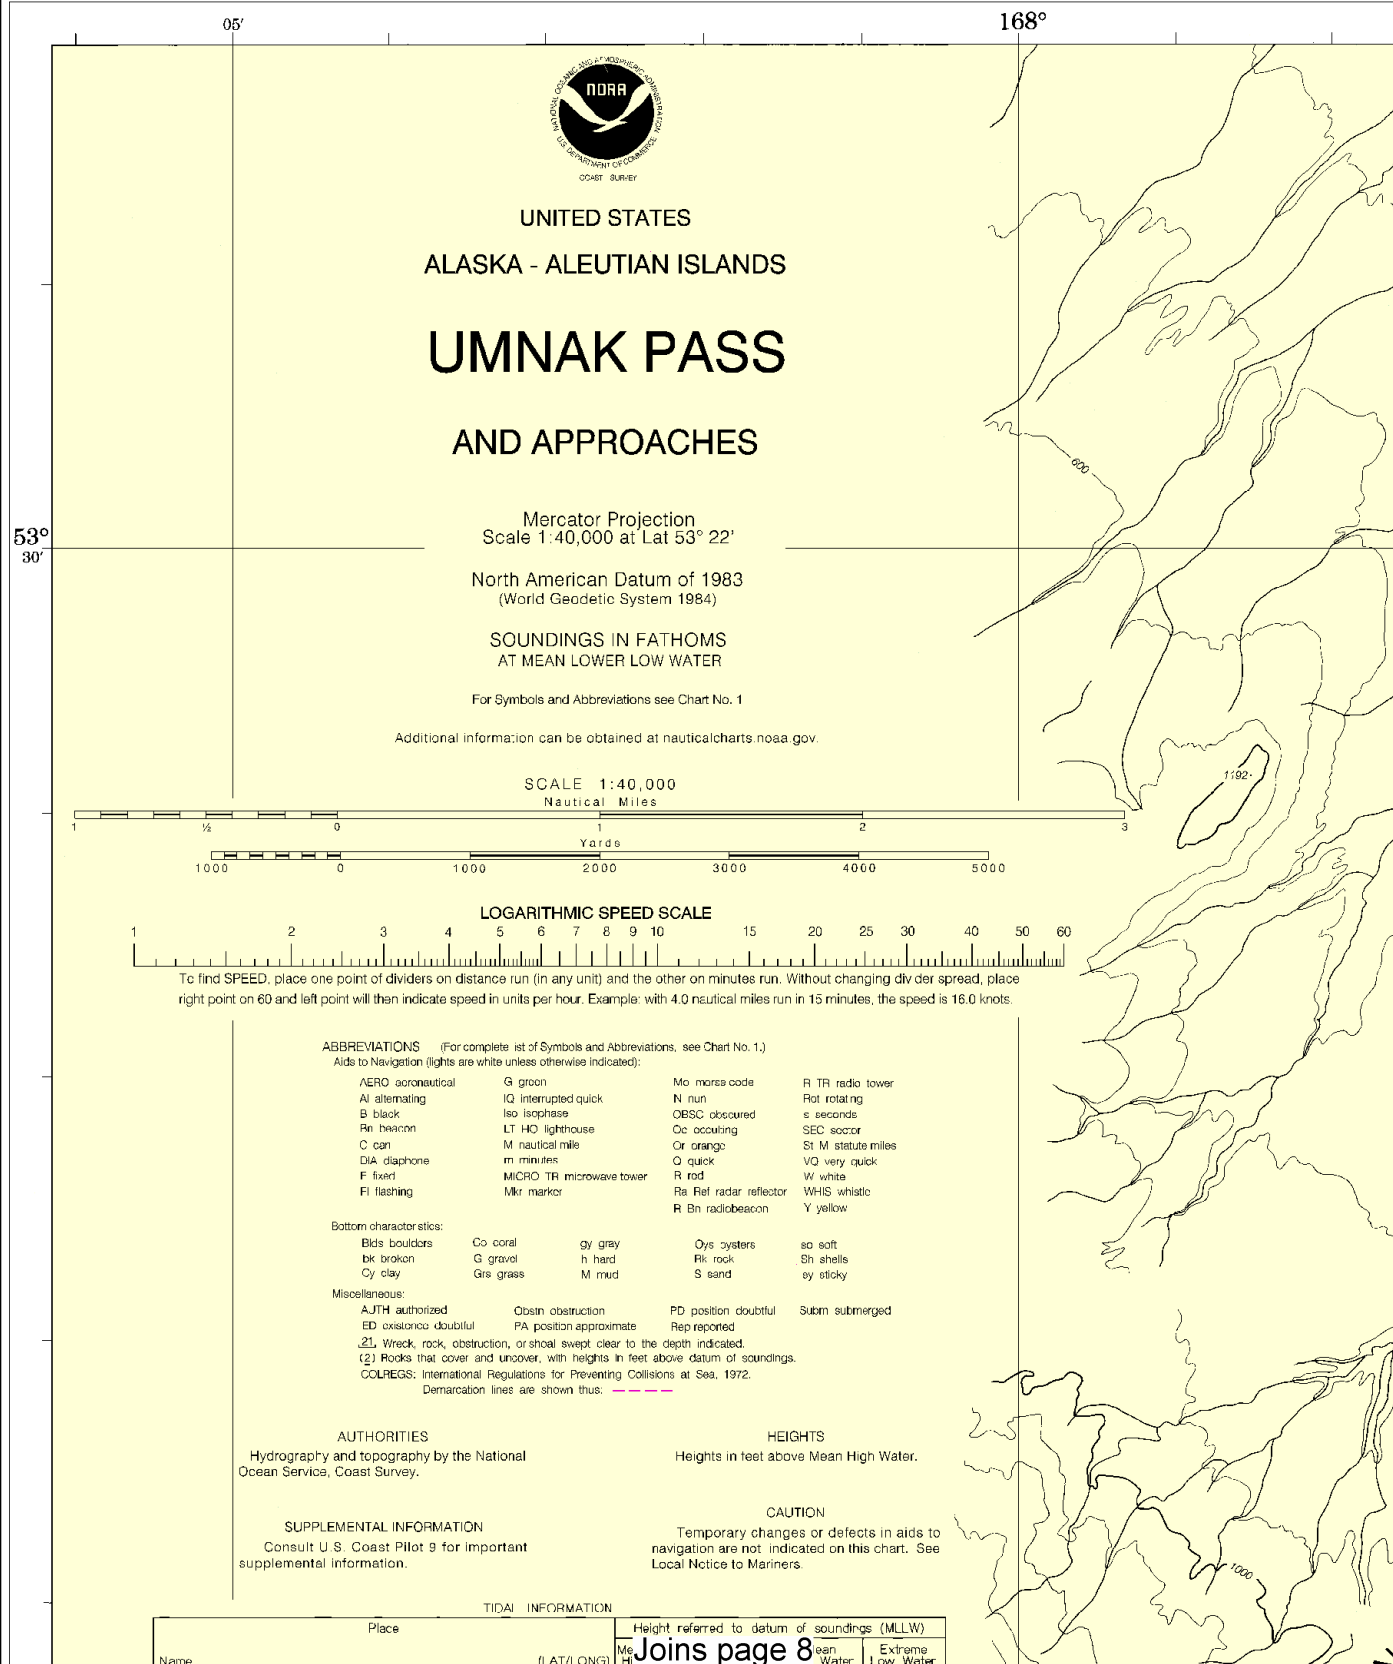 05′
168°
NATIONAL OCEANIC AND ATMOSPHERIC ADMINISTRATION
U.S. DEPARTMENT OF COMMERCE
NOAA
COAST SURVEY
UNITED STATES
ALASKA - ALEUTIAN ISLANDS
UMNAK PASS
AND APPROACHES
600
Mercator Projection
Scale 1:40,000 at Lat 53° 22′
53°
30′
North American Datum of 1983
(World Geodetic System 1984)
SOUNDINGS IN FATHOMS
AT MEAN LOWER LOW WATER
For Symbols and Abbreviations see Chart No. 1
Additional information can be obtained at nauticalcharts.noaa.gov.
1192
SCALE 1:40,000
Nautical Miles
1 ½ 0 1 2 3
Yards
1000 0 1000 2000 3000 4000 5000
LOGARITHMIC SPEED SCALE
1 2 3 4 5 6 7 8 9 10 15 20 25 30 40 50 60
To find SPEED, place one point of dividers on distance run (in any unit) and the other on minutes run. Without changing divider spread, place
right point on 60 and left point will then indicate speed in units per hour. Example: with 4.0 nautical miles run in 15 minutes, the speed is 16.0 knots.
ABBREVIATIONS (For complete list of Symbols and Abbreviations, see Chart No. 1.)
Aids to Navigation (lights are white unless otherwise indicated):
AERO aeronautical G green Mo morse code R TR radio tower
Al alternating IQ interrupted quick N nun Rot rotating
B black Iso isophase OBSC obscured s seconds
Bn beacon LT HO lighthouse Oc occulting SEC sector
C can M nautical mile Or orange St M statute miles
DIA diaphone m minutes Q quick VQ very quick
F fixed MICRO TR microwave tower R red W white
Fl flashing Mkr marker Ra Ref radar reflector WHIS whistle
R Bn radiobeacon Y yellow
Bottom characteristics:
Blds boulders Co coral gy gray Oys oysters so soft
bk broken G gravel h hard Rk rock Sh shells
Cy clay Grs grass M mud S sand sy sticky
Miscellaneous:
AUTH authorized Obstn obstruction PD position doubtful Subm submerged
ED existence doubtful PA position approximate Rep reported
21, Wreck, rock, obstruction, or shoal swept clear to the depth indicated.
(2) Rocks that cover and uncover, with heights in feet above datum of soundings.
COLREGS: International Regulations for Preventing Collisions at Sea, 1972.
Demarcation lines are shown thus:
AUTHORITIES
Hydrography and topography by the National
Ocean Service, Coast Survey.
HEIGHTS
Heights in feet above Mean High Water.
SUPPLEMENTAL INFORMATION
Consult U.S. Coast Pilot 9 for important
supplemental information.
CAUTION
Temporary changes or defects in aids to
navigation are not indicated on this chart. See
Local Notice to Mariners.
1000
TIDAL INFORMATION
Place Height referred to datum of soundings (MLLW)
Joins page 8
Extreme
Name (LAT/LONG) Water Low Water